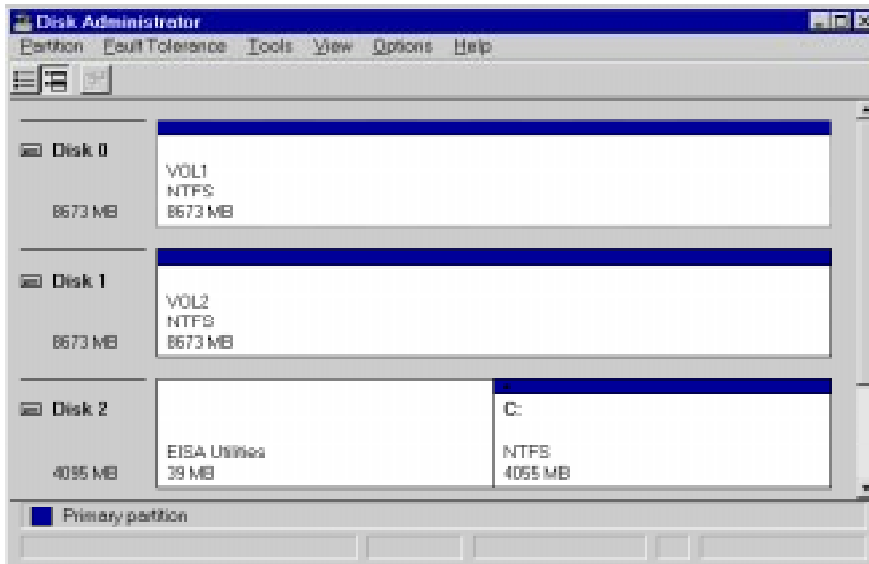 Disk Administrator
Partition Fault Tolerance Tools View Options Help
Disk 0
8673 MB
VOL1
NTFS
8673 MB
Disk 1
8673 MB
VOL2
NTFS
8673 MB
Disk 2
4095 MB
EISA Utilities
39 MB
C:
NTFS
4055 MB
Primary partition